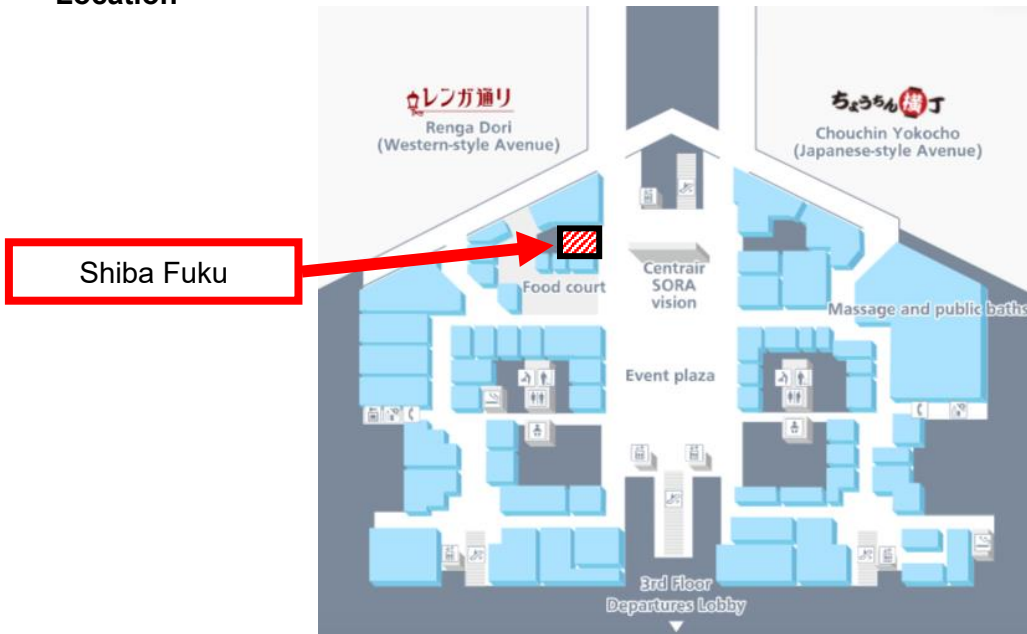 Location
レンガ通り
Renga Dori
(Western-style Avenue)
ちょうちん横丁
Chouchin Yokocho
(Japanese-style Avenue)
Shiba Fuku
Food court
Centrair
SORA
vision
Massage and public baths
Event plaza
3rd Floor
Departures Lobby